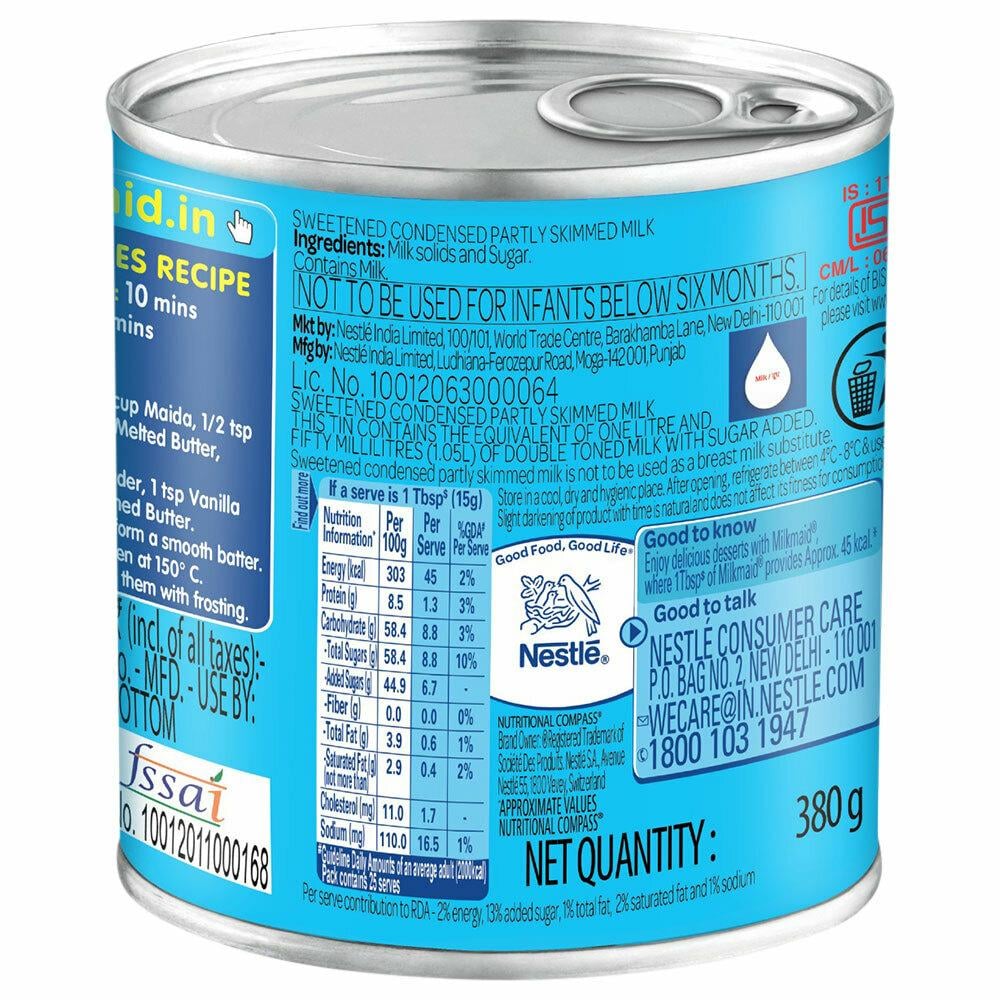 aid.in
ES RECIPE
: 10 mins
mins
cup Maida, 1/2 tsp
Melted Butter,
der, 1 tsp Vanilla
ned Butter.
orm a smooth batter.
en at 150° C.
them with frosting.
(incl. of all taxes):-
O. - MFD. - USE BY:
OTTOM
fssai
o. 10012011000168
SWEETENED CONDENSED PARTLY SKIMMED MILK
Ingredients: Milk solids and Sugar.
Contains Milk.
NOT TO BE USED FOR INFANTS BELOW SIX MONTHS.
Mkt by: Nestlé India Limited, 100/101, World Trade Centre, Barakhamba Lane, New Delhi-110 001
Mfg by: Nestlé India Limited, Ludhiana-Ferozepur Road, Moga-142 001, Punjab
Lic. No. 10012063000064
SWEETENED CONDENSED PARTLY SKIMMED MILK
THIS TIN CONTAINS THE EQUIVALENT OF ONE LITRE AND
FIFTY MILLILITRES (1.05L) OF DOUBLE TONED MILK WITH SUGAR ADDED.
Sweetened condensed partly skimmed milk is not to be used as a breast milk substitute.
Store in a cool, dry and hygienic place. After opening, refrigerate between 4°C - 8°C & use
Slight darkening of product with time is natural and does not affect its fitness for consumptio
Find out more
If a serve is 1 Tbsp$ (15g)
Nutrition Information* Per 100g Per Serve %GDA# Per Serve
Energy (kcal) 303 45 2%
Protein (g) 8.5 1.3 3%
Carbohydrate (g) 58.4 8.8 3%
-Total Sugars (g) 58.4 8.8 10%
-Added Sugars (g) 44.9 6.7 -
-Fiber (g) 0.0 0.0 0%
-Total Fat (g) 3.9 0.6 1%
-Saturated Fat (g) (not more than) 2.9 0.4 2%
Cholesterol (mg) 11.0 1.7 -
Sodium (mg) 110.0 16.5 1%
#Guideline Daily Amounts of an average adult (2000kcal)
Pack contains 25 serves
Per serve contribution to RDA - 2% energy, 13% added sugar, 1% total fat, 2% saturated fat and 1% sodium
Good Food, Good Life®
Nestlé®
NUTRITIONAL COMPASS®
Brand Owner: ®Registered Trademark of
Société Des Produits Nestlé S.A., Avenue
Nestlé 55, 1800 Vevey, Switzerland
*APPROXIMATE VALUES
NUTRITIONAL COMPASS®
NET QUANTITY : 380 g
Good to know
Enjoy delicious desserts with Milkmaid®,
where 1Tbsp$ of Milkmaid® provides Approx. 45 kcal.*
Good to talk
NESTLÉ CONSUMER CARE
P.O. BAG NO. 2, NEW DELHI - 110 001
WECARE@IN.NESTLE.COM
1800 103 1947
IS : 1
IS
CM/L : 06
For details of BIS
please visit ww